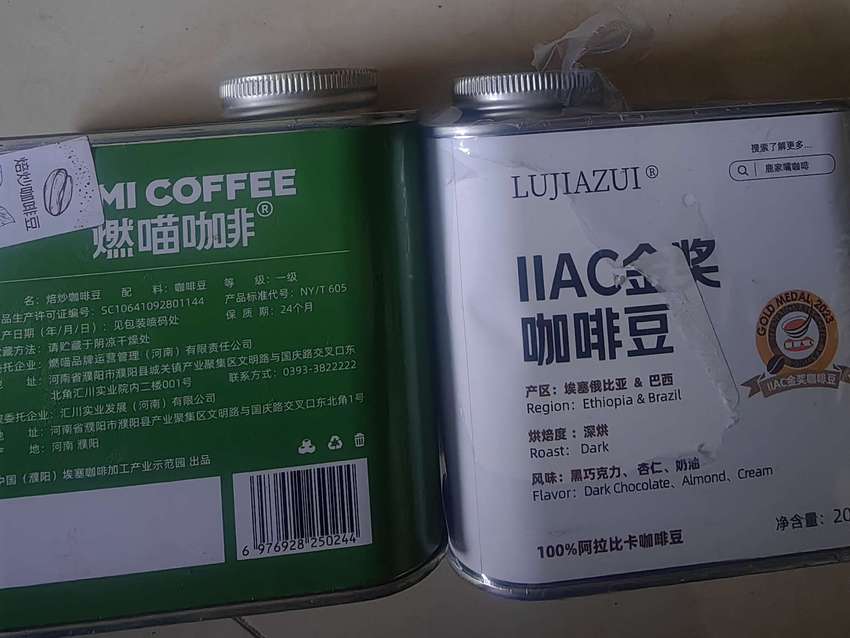 焙炒咖啡豆
MI COFFEE
燃喵咖啡®
名：焙炒咖啡豆 配 料：咖啡豆 等 级：一级
品生产许可证编号：SC10641092801144 产品标准代号：NY/T 605
产日期（年/月/日）：见包装喷码处 保 质 期：24个月
藏方法：请贮藏于阴凉干燥处
托企业：燃喵品牌运营管理（河南）有限责任公司
址：河南省濮阳市濮阳县城关镇产业聚集区文明路与国庆路交叉口东
北角汇川实业院内二楼001号 联系方式：0393-3822222
委托企业：汇川实业发展（河南）有限公司
址：河南省濮阳市濮阳县产业聚集区文明路与国庆路交叉口东北角1号
地：河南 濮阳
中国（濮阳）埃塞咖啡加工产业示范园 出品
6 976928 250244
搜索了解更多...
鹿家嘴咖啡
LUJIAZUI®
IIAC金奖
咖啡豆
GOLD MEDAL 2023
IIAC金奖咖啡豆
产区：埃塞俄比亚 & 巴西
Region: Ethiopia & Brazil
烘焙度：深烘
Roast: Dark
风味：黑巧克力、杏仁、奶油
Flavor: Dark Chocolate、Almond、Cream
净含量：20
100%阿拉比卡咖啡豆